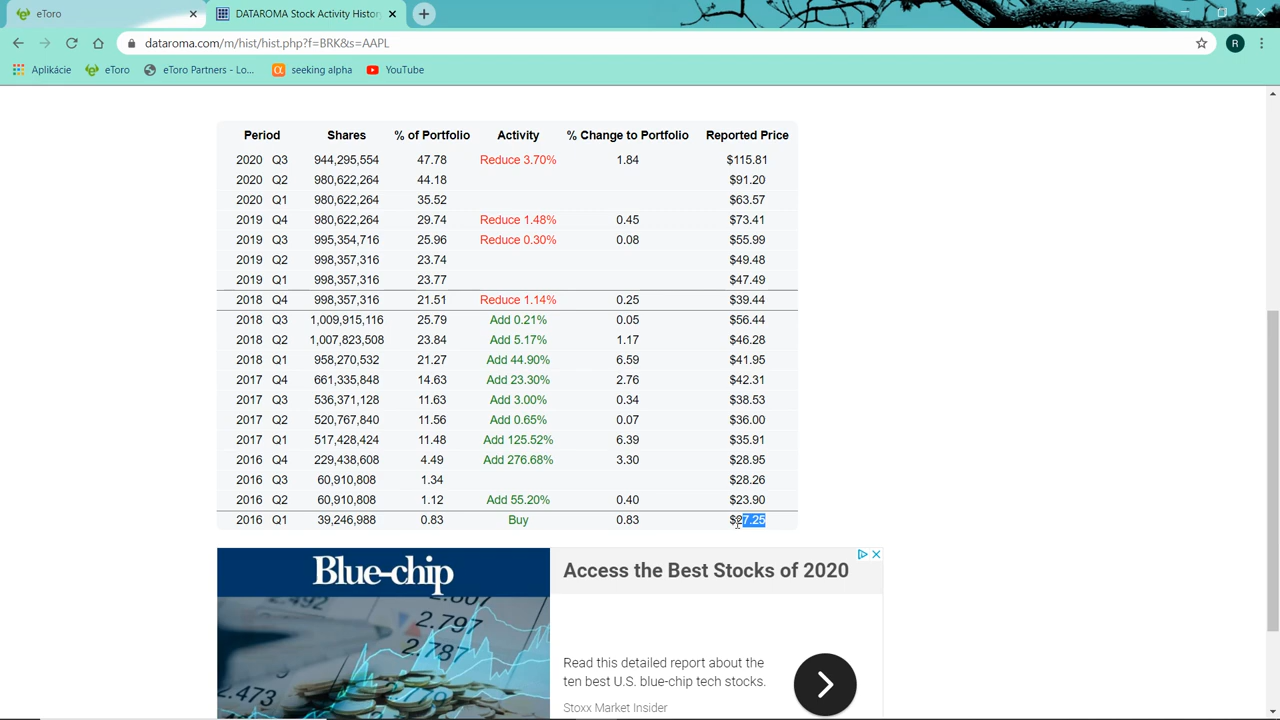 eToro
DATAROMA Stock Activity History
dataroma.com/m/hist/hist.php?f=BRK&s=AAPL
R
Aplikácie eToro eToro Partners - Lo... seeking alpha YouTube
Period Shares % of Portfolio Activity % Change to Portfolio Reported Price
2020 Q3 944,295,554 47.78 Reduce 3.70% 1.84 $115.81
2020 Q2 980,622,264 44.18 $91.20
2020 Q1 980,622,264 35.52 $63.57
2019 Q4 980,622,264 29.74 Reduce 1.48% 0.45 $73.41
2019 Q3 995,354,716 25.96 Reduce 0.30% 0.08 $55.99
2019 Q2 998,357,316 23.74 $49.48
2019 Q1 998,357,316 23.77 $47.49
2018 Q4 998,357,316 21.51 Reduce 1.14% 0.25 $39.44
2018 Q3 1,009,915,116 25.79 Add 0.21% 0.05 $56.44
2018 Q2 1,007,823,508 23.84 Add 5.17% 1.17 $46.28
2018 Q1 958,270,532 21.27 Add 44.90% 6.59 $41.95
2017 Q4 661,335,848 14.63 Add 23.30% 2.76 $42.31
2017 Q3 536,371,128 11.63 Add 3.00% 0.34 $38.53
2017 Q2 520,767,840 11.56 Add 0.65% 0.07 $36.00
2017 Q1 517,428,424 11.48 Add 125.52% 6.39 $35.91
2016 Q4 229,438,608 4.49 Add 276.68% 3.30 $28.95
2016 Q3 60,910,808 1.34 $28.26
2016 Q2 60,910,808 1.12 Add 55.20% 0.40 $23.90
2016 Q1 39,246,988 0.83 Buy 0.83 $27.25
Blue-chip
Access the Best Stocks of 2020
2.797
2.787
2.473
Read this detailed report about the
ten best U.S. blue-chip tech stocks.
Stoxx Market Insider